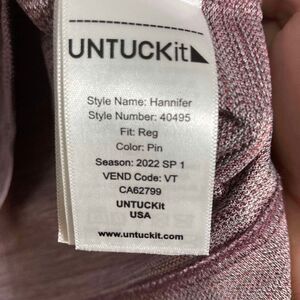 UNTUCKit
Style Name: Hannifer
Style Number: 40495
Fit: Reg
Color: Pin
Season: 2022 SP 1
VEND Code: VT
CA62799
UNTUCKit
USA
www.untuckit.com